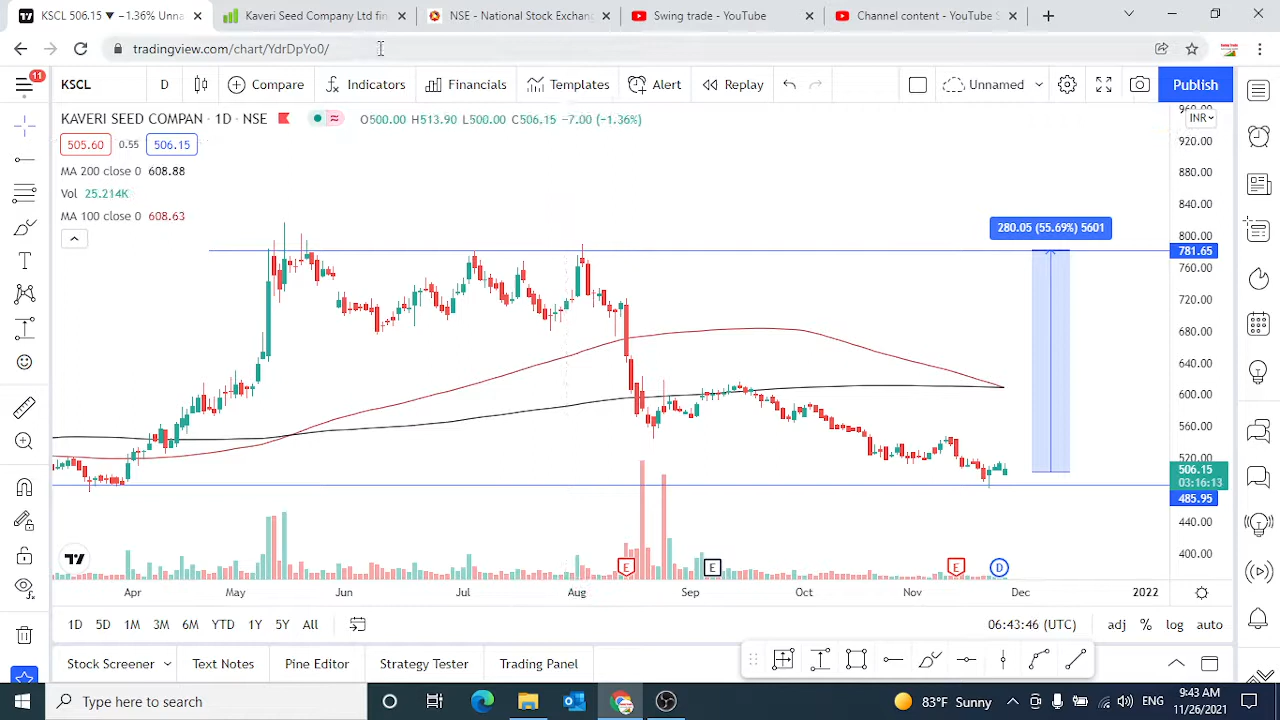 KSCL 506.15 ▼ −1.36% Unna
Kaveri Seed Company Ltd fin
NSE - National Stock Exchan
Swing trade - YouTube
Channel content - YouTube S
tradingview.com/chart/YdrDpYo0/
11
KSCL D Compare Indicators Financials Templates Alert Replay Unnamed Publish
KAVERI SEED COMPAN · 1D · NSE O500.00 H513.90 L500.00 C506.15 −7.00 (−1.36%)
INR
505.60 0.55 506.15
MA 200 close 0 608.88
Vol 25.214K
MA 100 close 0 608.63
280.05 (55.69%) 5601
960.00
920.00
880.00
840.00
800.00
781.65
760.00
720.00
680.00
640.00
600.00
560.00
520.00
506.15
03:16:13
485.95
440.00
400.00
E E E D
Apr May Jun Jul Aug Sep Oct Nov Dec 2022
1D 5D 1M 3M 6M YTD 1Y 5Y All 06:43:46 (UTC) adj % log auto
Stock Screener Text Notes Pine Editor Strategy Tester Trading Panel
Type here to search
83°F Sunny
ENG
9:43 AM
11/26/2021